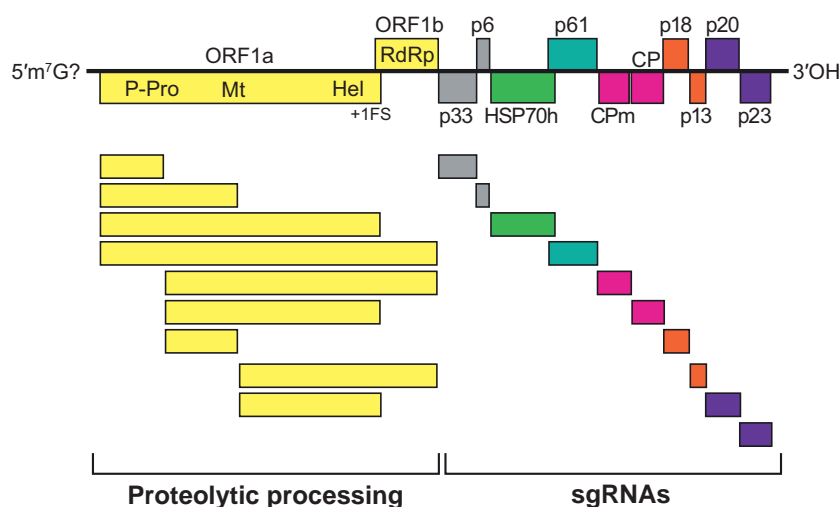 ORF1b p6 p61 p18 p20
ORF1a RdRp CP
5′m⁷G? 3′OH
P-Pro Mt Hel
+1FS p33 HSP70h CPm p13 p23
Proteolytic processing sgRNAs